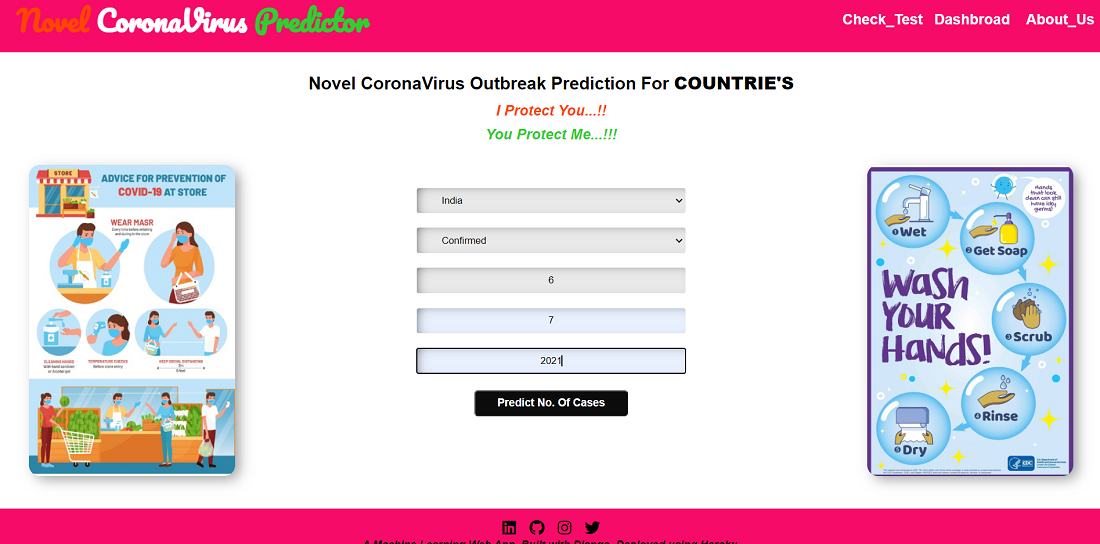 Novel CoronaVirus Predictor
Check_Test Dashbroad About_Us
Novel CoronaVirus Outbreak Prediction For COUNTRIE'S
I Protect You...!!
You Protect Me...!!!
STORE
ADVICE FOR PREVENTION OF
COVID-19 AT STORE
WEAR MASR
Every time before entering
and during in the store
CLEANING HANDS
With hand sanitizer
or Alcohol gel
TEMPERATURE CHECKS
Before store entry
KEEP SOCIAL DISTANCING
India
Confirmed
6
7
2021
Predict No. Of Cases
Hands
that look
clean can still
have icky
germs!
1 Wet
2 Get Soap
WASH
YOUR
HANDS!
3 Scrub
4 Rinse
5 Dry
CDC
A Machine Learning Web App, Built with Django, Deployed using Heroku